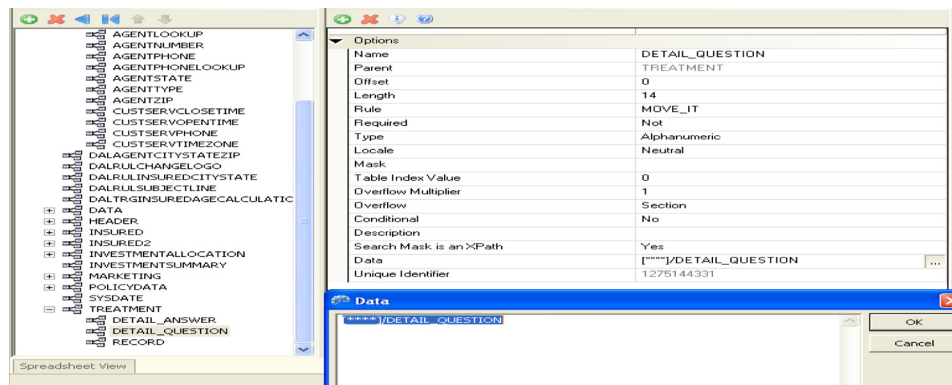 AGENTLOOKUP
AGENTNUMBER
AGENTPHONE
AGENTPHONELOOKUP
AGENTSTATE
AGENTTYPE
AGENTZIP
CUSTSERVCLOSETIME
CUSTSERVOPENTIME
CUSTSERVPHONE
CUSTSERVTIMEZONE
DALAGENTCITYSTATEZIP
DALRULCHANGELOGO
DALRULINSUREDCITYSTATE
DALRULSUBJECTLINE
DALTRGINSUREDAGECALCULATIC
DATA
HEADER
INSURED
INSURED2
INVESTMENTALLOCATION
INVESTMENTSUMMARY
MARKETING
POLICYDATA
SYSDATE
TREATMENT
DETAIL_ANSWER
DETAIL_QUESTION
RECORD
Spreadsheet View
Options
Name DETAIL_QUESTION
Parent TREATMENT
Offset 0
Length 14
Rule MOVE_IT
Required Not
Type Alphanumeric
Locale Neutral
Mask
Table Index Value 0
Overflow Multiplier 1
Overflow Section
Conditional No
Description
Search Mask is an XPath Yes
Data [****]/DETAIL_QUESTION ...
Unique Identifier 1275144331
Data
[****]/DETAIL_QUESTION
OK
Cancel